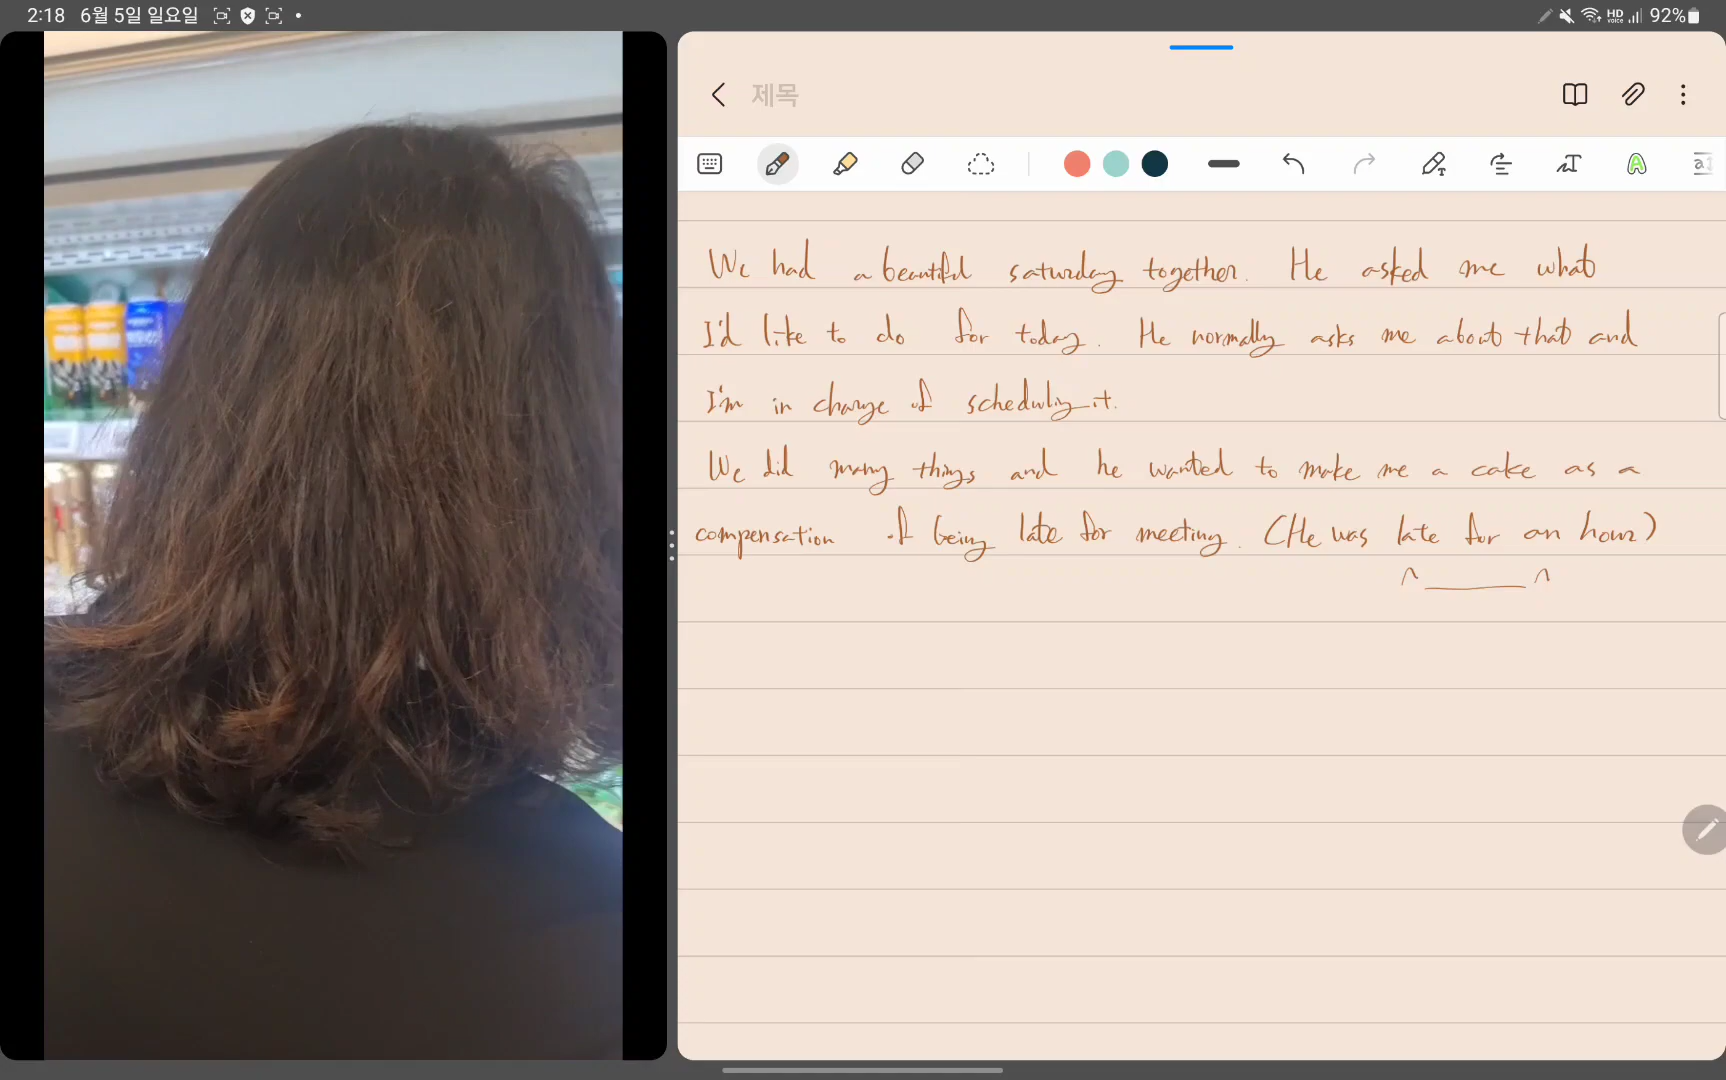 2:18 6월 5일 일요일
HD voice 92%
제목
We had a beautiful saturday together. He asked me what
I'd like to do for today. He normally asks me about that and
I'm in charge of scheduling it.
We did many things and he wanted to make me a cake as a
compensation of being late for meeting. (He was late for an hour)
^ _____ ^